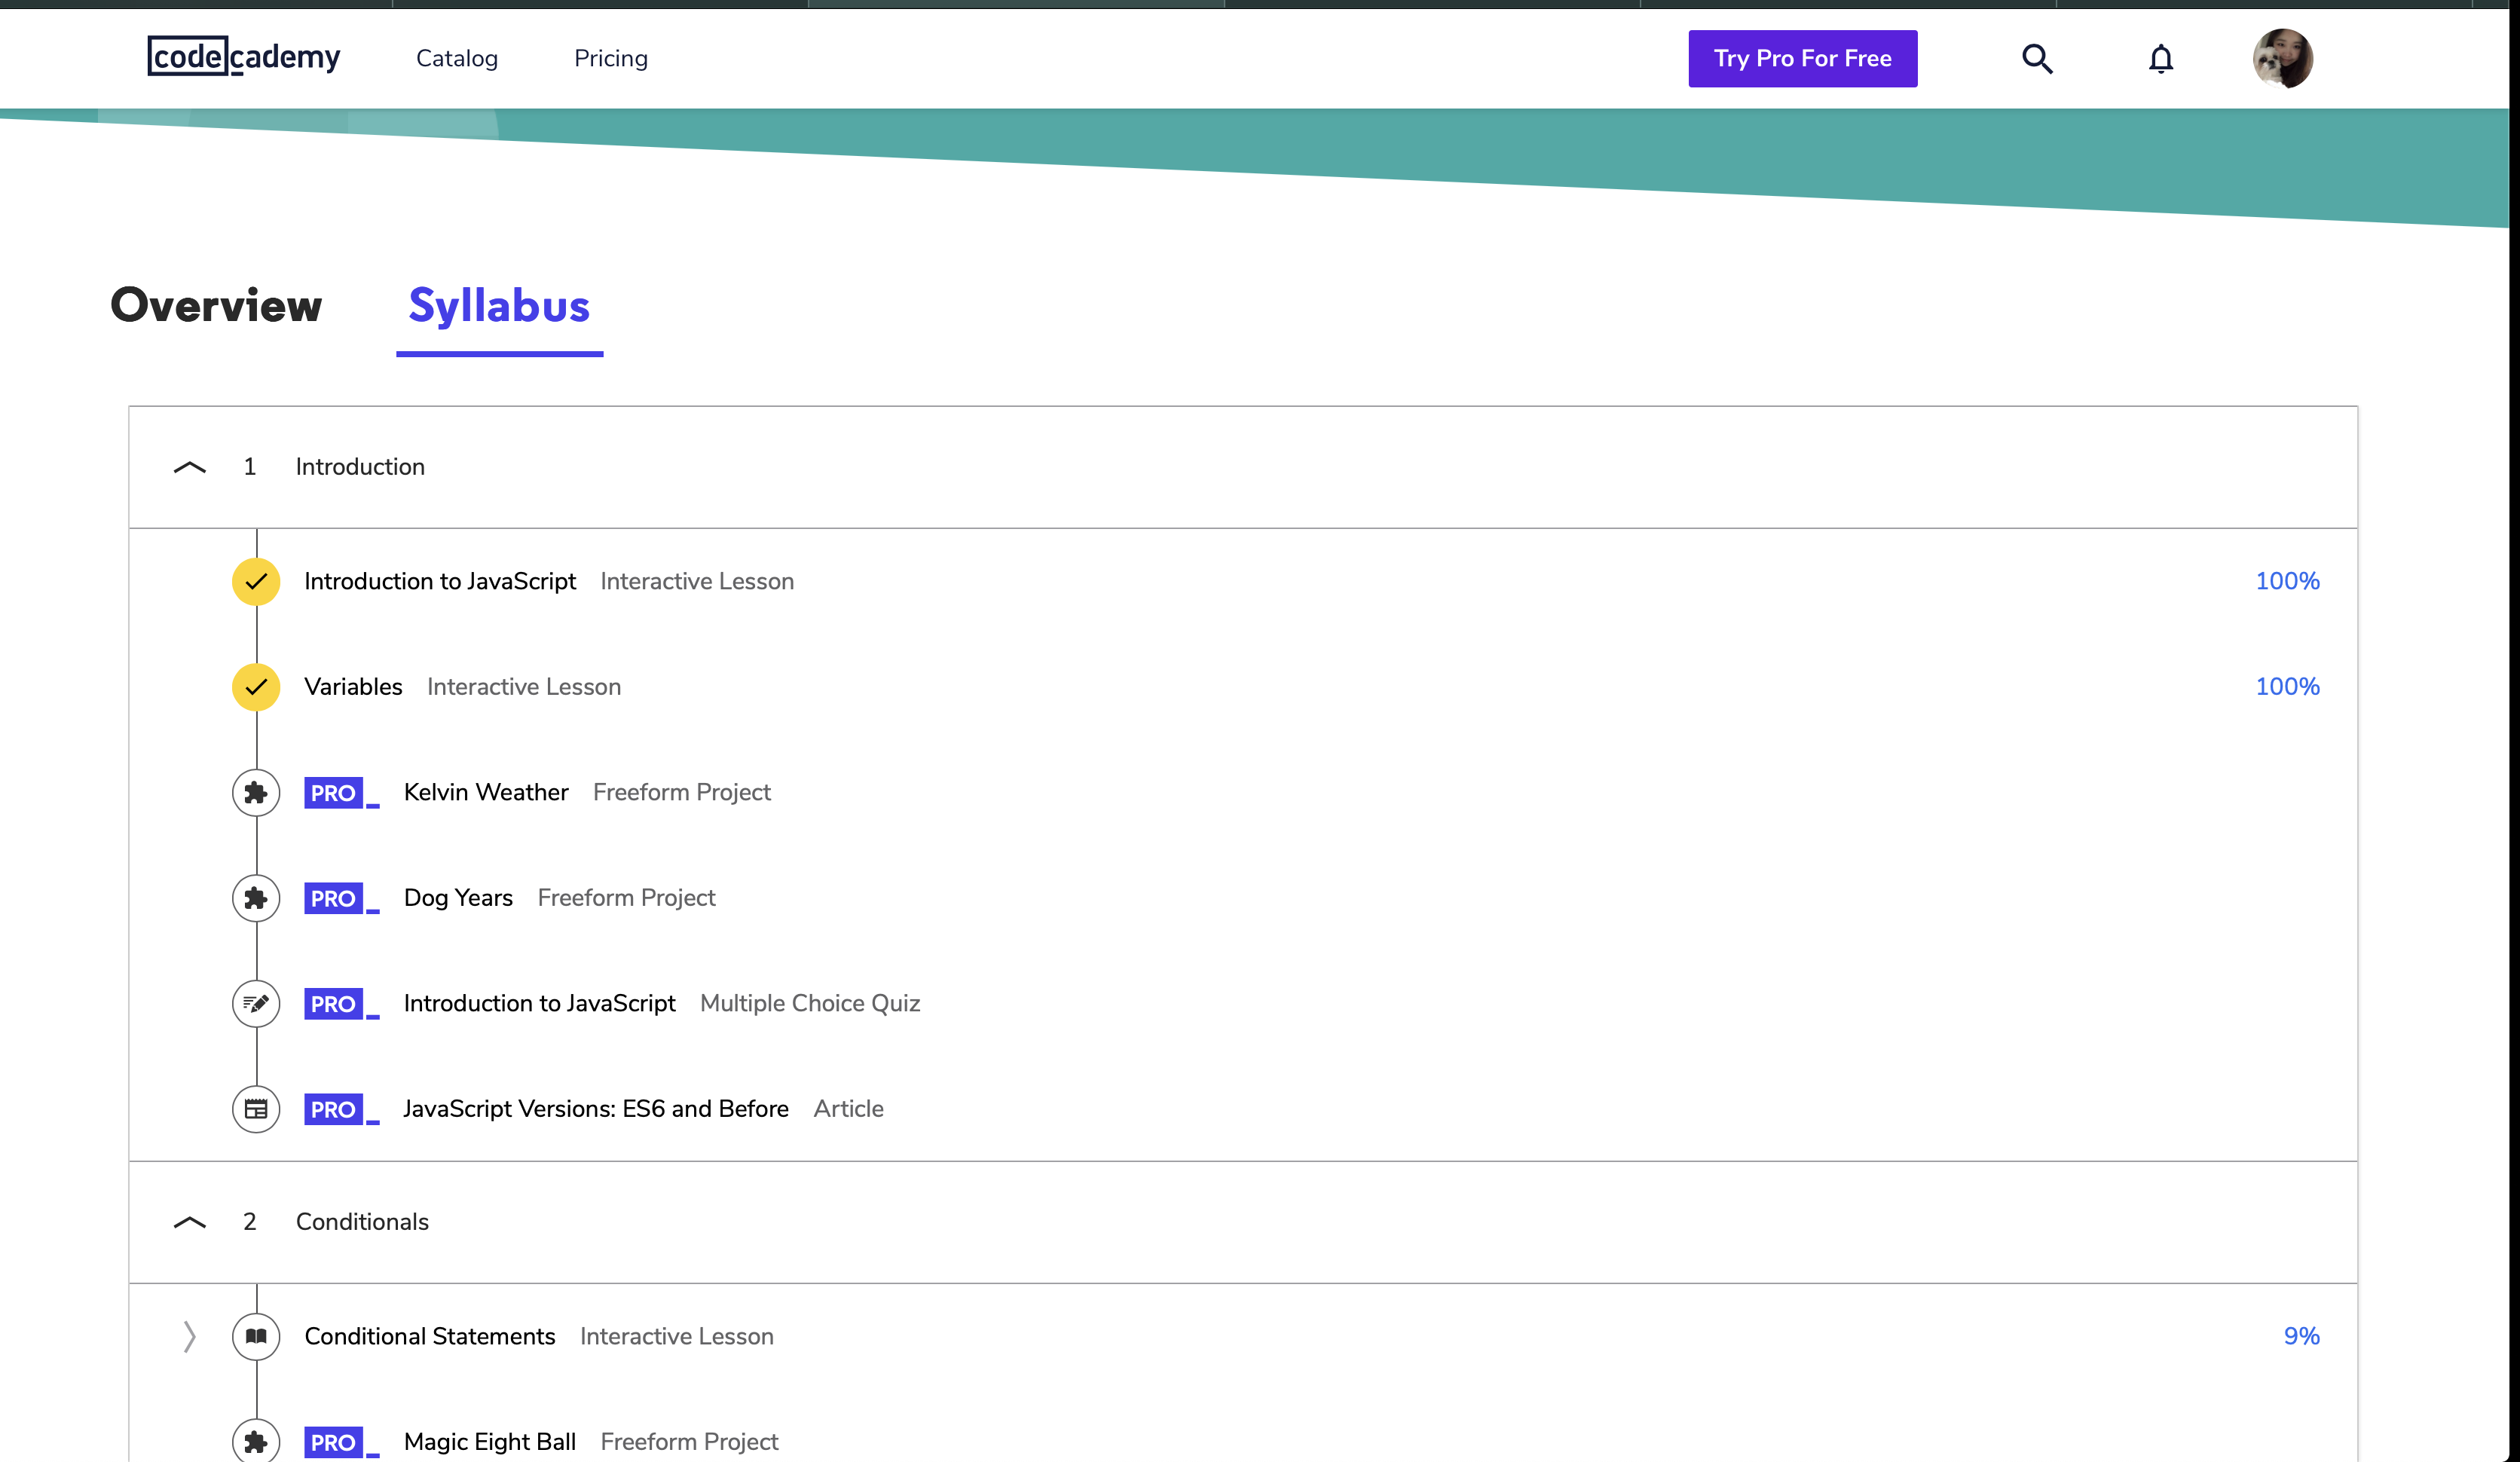 codecademy Catalog Pricing Try Pro For Free
Overview Syllabus
1 Introduction
Introduction to JavaScript Interactive Lesson 100%
Variables Interactive Lesson 100%
PRO Kelvin Weather Freeform Project
PRO Dog Years Freeform Project
PRO Introduction to JavaScript Multiple Choice Quiz
PRO JavaScript Versions: ES6 and Before Article
2 Conditionals
Conditional Statements Interactive Lesson 9%
PRO Magic Eight Ball Freeform Project